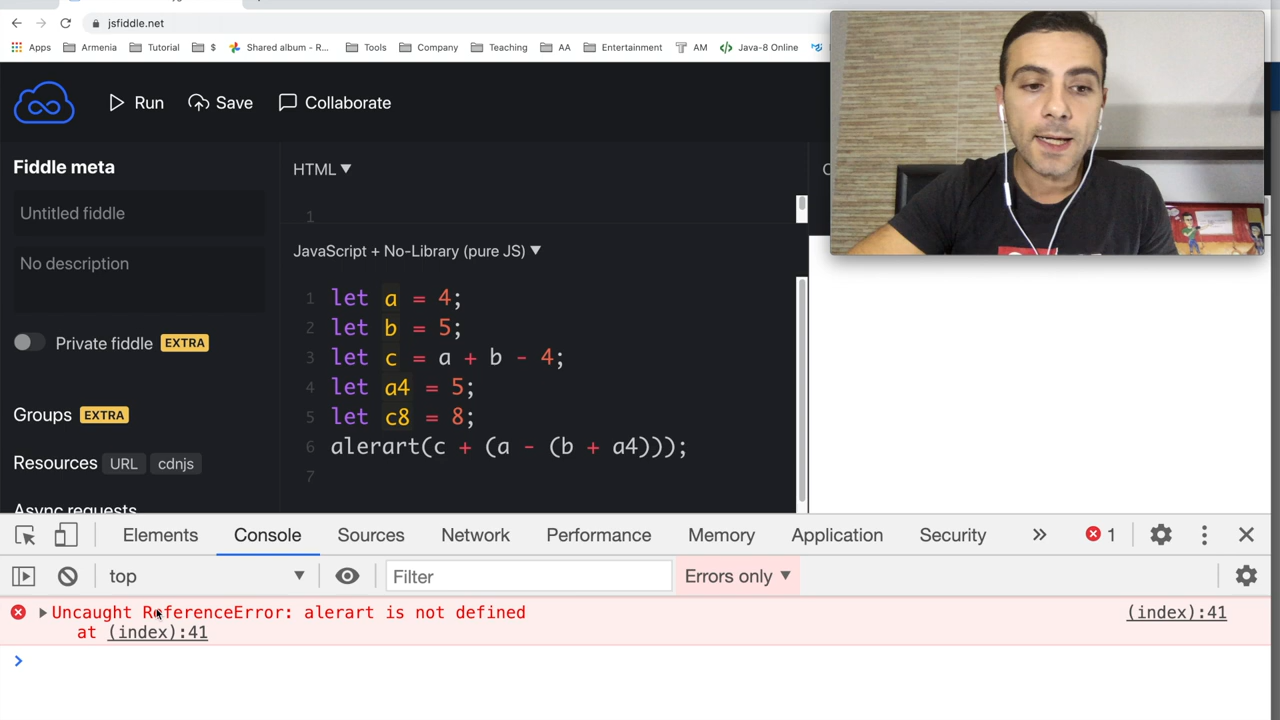 jsfiddle.net
Apps Armenia Tutorial $ Shared album - R... Tools Company Teaching AA Entertainment AM Java-8 Online
Run Save Collaborate
Fiddle meta
Untitled fiddle
No description
Private fiddle EXTRA
Groups EXTRA
Resources URL cdnjs
Async requests
HTML ▼
1
JavaScript + No-Library (pure JS) ▼
1 let a = 4;
2 let b = 5;
3 let c = a + b - 4;
4 let a4 = 5;
5 let c8 = 8;
6 alerart(c + (a - (b + a4)));
7
Elements Console Sources Network Performance Memory Application Security » 1
top ▼ Filter Errors only ▼
Uncaught ReferenceError: alerart is not defined (index):41
at (index):41
>